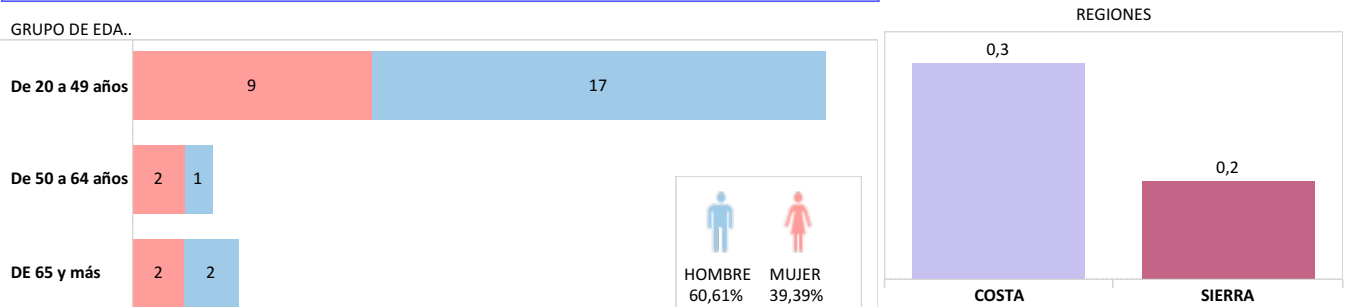 GRUPO DE EDA..
De 20 a 49 años 9 17
De 50 a 64 años 2 1
DE 65 y más 2 2
HOMBRE MUJER
60,61% 39,39%
REGIONES
0,3
0,2
COSTA SIERRA